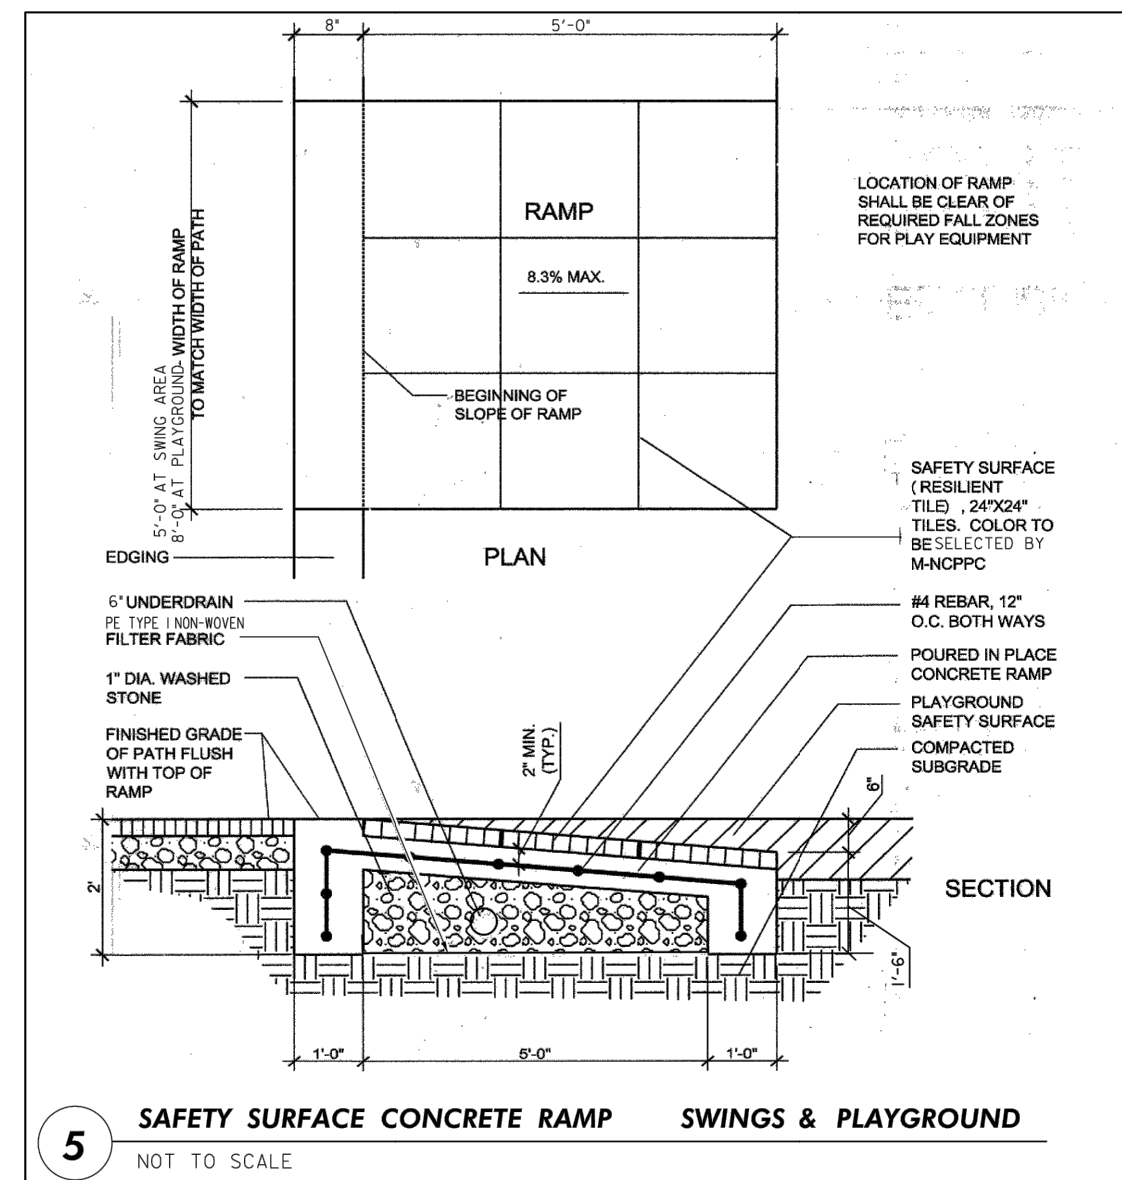 8"
5'-0"
RAMP
8.3% MAX.
LOCATION OF RAMP
SHALL BE CLEAR OF
REQUIRED FALL ZONES
FOR PLAY EQUIPMENT
5'-0" AT SWING AREA
8'-0" AT PLAYGROUND- WIDTH OF RAMP
TO MATCH WIDTH OF PATH
BEGINNING OF
SLOPE OF RAMP
SAFETY SURFACE
( RESILIENT
TILE) , 24"X24"
TILES. COLOR TO
BE SELECTED BY
M-NCPPC
EDGING
PLAN
6" UNDERDRAIN
PE TYPE I NON-WOVEN
FILTER FABRIC
1" DIA. WASHED
STONE
FINISHED GRADE
OF PATH FLUSH
WITH TOP OF
RAMP
#4 REBAR, 12"
O.C. BOTH WAYS
POURED IN PLACE
CONCRETE RAMP
PLAYGROUND
SAFETY SURFACE
COMPACTED
SUBGRADE
2" MIN.
(TYP.)
6"
2'
SECTION
1'-6"
1'-0"
5'-0"
1'-0"
5
SAFETY SURFACE CONCRETE RAMP SWINGS & PLAYGROUND
NOT TO SCALE